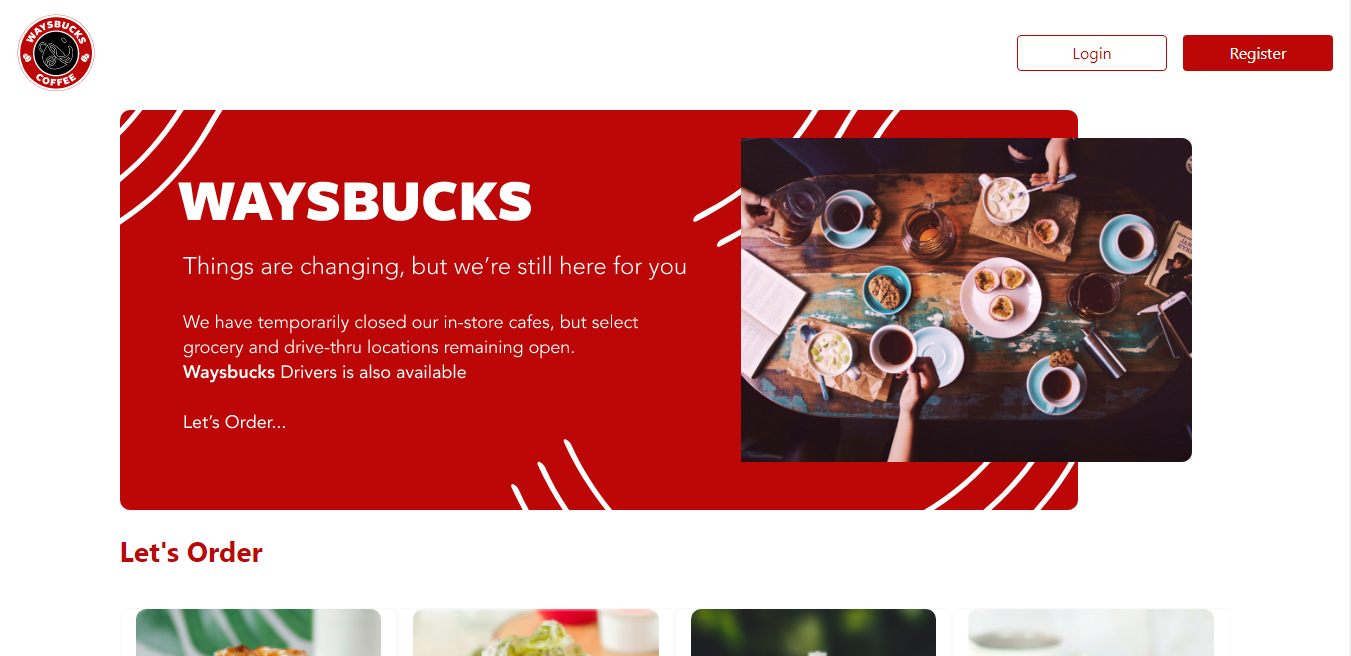 WAYSBUCKS
COFFEE
Login
Register
WAYSBUCKS
Things are changing, but we’re still here for you
We have temporarily closed our in-store cafes, but select
grocery and drive-thru locations remaining open.
Waysbucks Drivers is also available
Let’s Order...
Let's Order